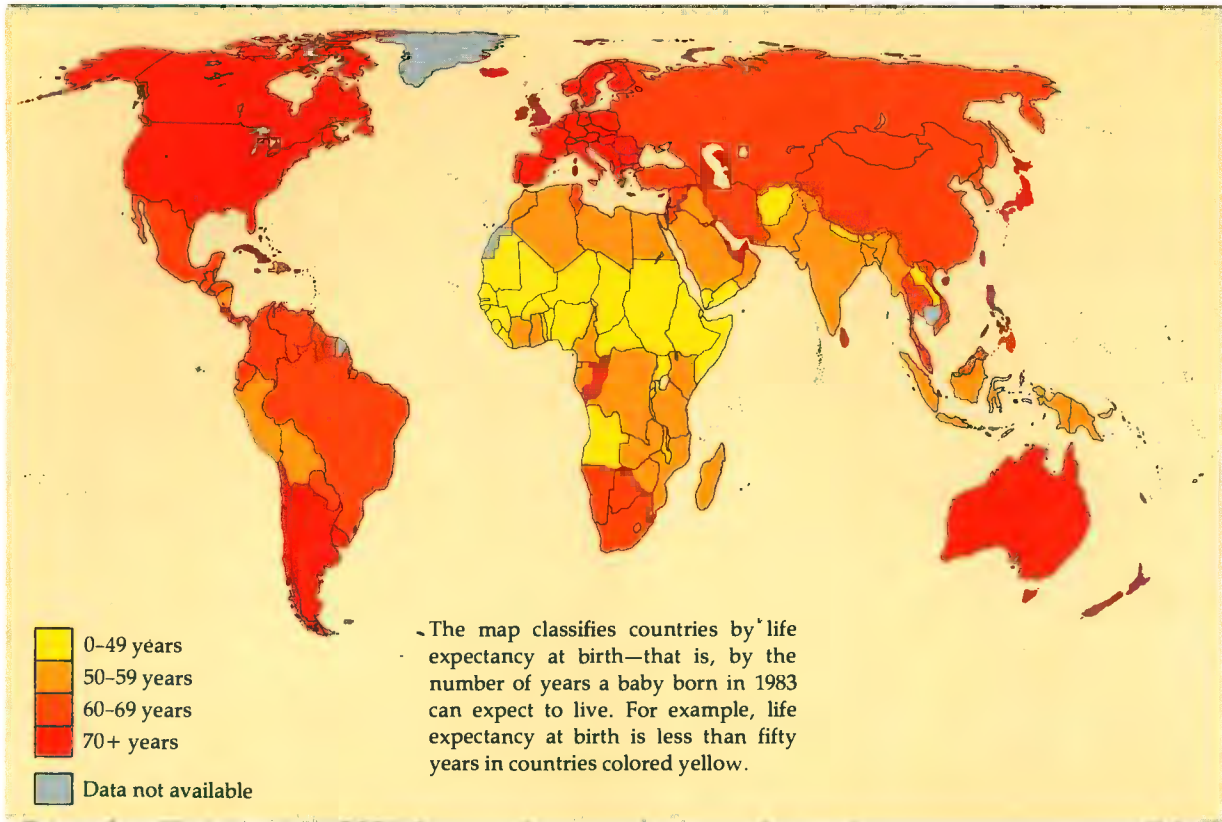 0–49 years
50–59 years
60–69 years
70+ years
Data not available
The map classifies countries by life
expectancy at birth—that is, by the
number of years a baby born in 1983
can expect to live. For example, life
expectancy at birth is less than fifty
years in countries colored yellow.